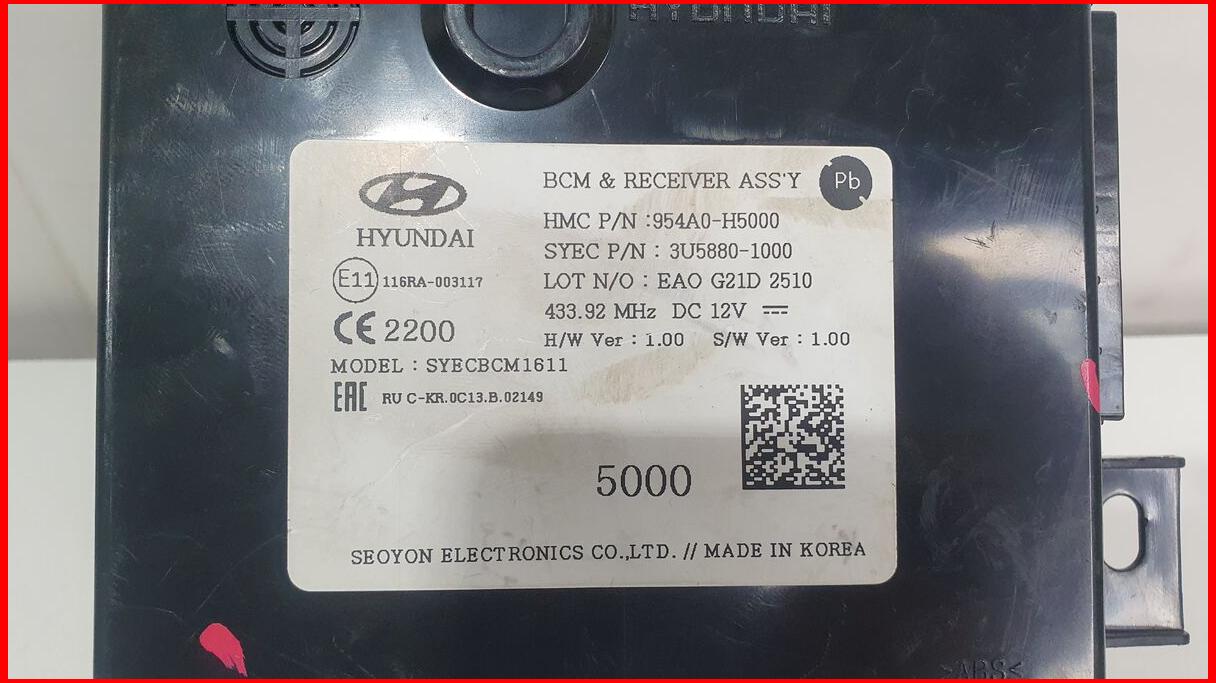 HYUNDAI
BCM & RECEIVER ASS'Y
Pb
HMC P/N :954A0-H5000
HYUNDAI
SYEC P/N : 3U5880-1000
E11 116RA-003117
LOT N/O : EAO G21D 2510
433.92 MHz DC 12V
CE 2200
H/W Ver : 1.00 S/W Ver : 1.00
MODEL : SYECBCM1611
EAC RU C-KR.0C13.B.02149
5000
SEOYON ELECTRONICS CO.,LTD. // MADE IN KOREA
>ABS<